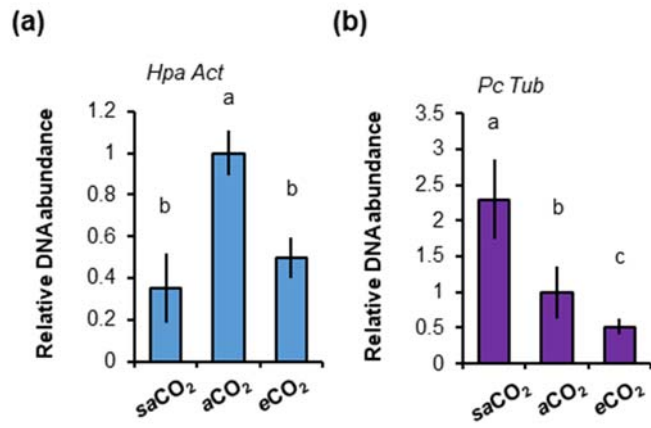 (a)
Hpa Act
Relative DNA abundance
1.2
1
0.8
0.6
0.4
0.2
0
b
a
b
saCO₂
aCO₂
eCO₂
(b)
Pc Tub
Relative DNA abundance
3.5
3
2.5
2
1.5
1
0.5
0
a
b
c
saCO₂
aCO₂
eCO₂